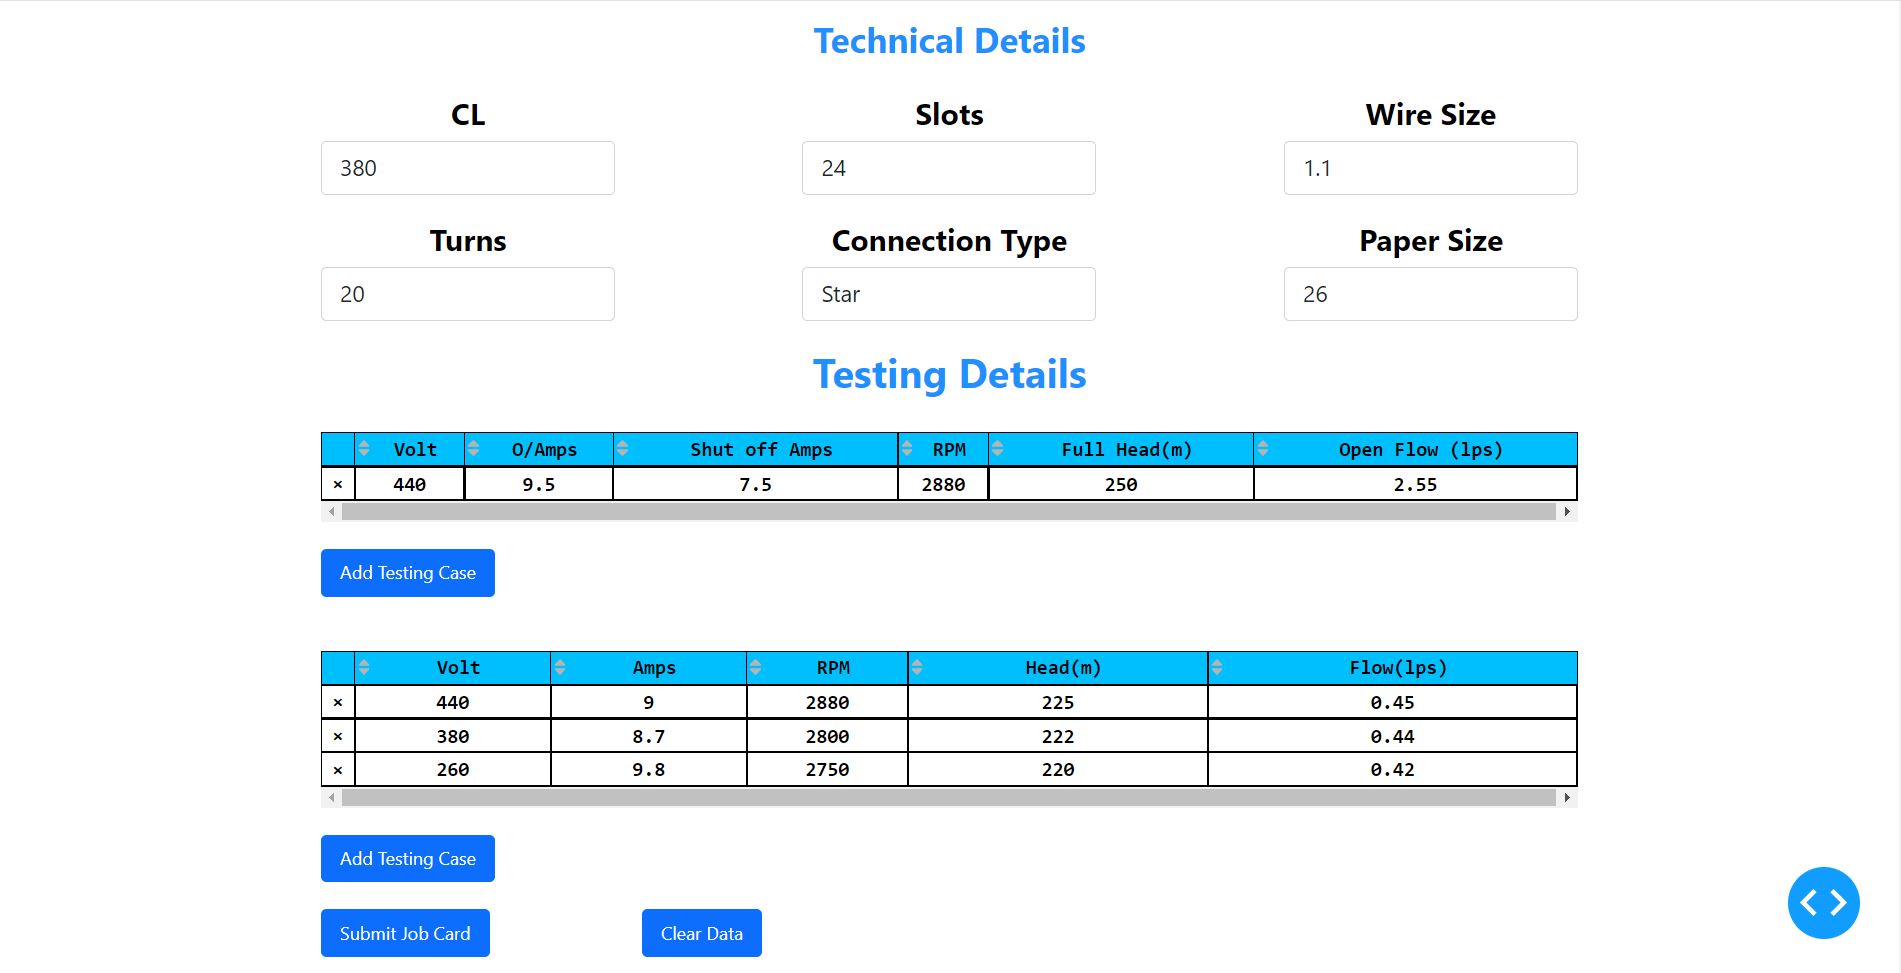 Technical Details
CL Slots Wire Size
380 24 1.1
Turns Connection Type Paper Size
20 Star 26
Testing Details
Volt O/Amps Shut off Amps RPM Full Head(m) Open Flow (lps)
× 440 9.5 7.5 2880 250 2.55
Add Testing Case
Volt Amps RPM Head(m) Flow(lps)
× 440 9 2880 225 0.45
× 380 8.7 2800 222 0.44
× 260 9.8 2750 220 0.42
Add Testing Case
Submit Job Card Clear Data